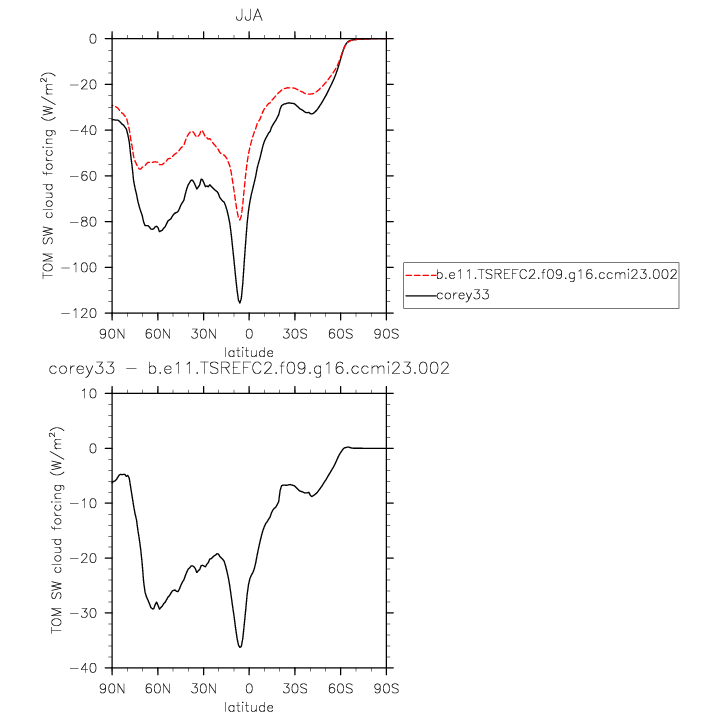 JJA
TOM SW cloud forcing (W/m²)
0
−20
−40
−60
−80
−100
−120
90N 60N 30N 0 30S 60S 90S
latitude
b.e11.TSREFC2.f09.g16.ccmi23.002
corey33
corey33 − b.e11.TSREFC2.f09.g16.ccmi23.002
TOM SW cloud forcing (W/m²)
10
0
−10
−20
−30
−40
90N 60N 30N 0 30S 60S 90S
latitude